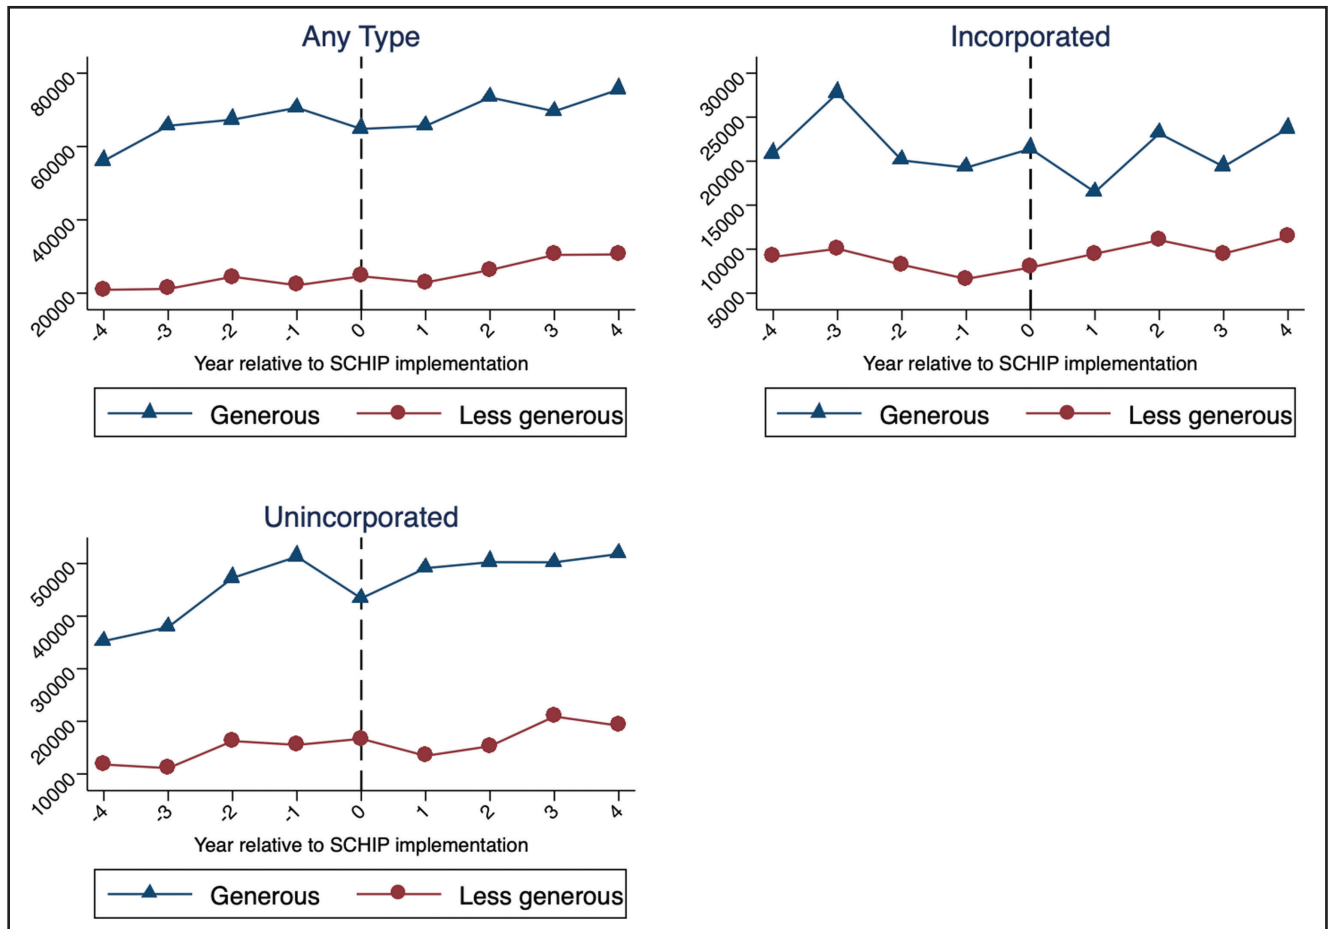 Any Type
80000
60000
40000
20000
-4 -3 -2 -1 0 1 2 3 4
Year relative to SCHIP implementation
Generous Less generous
Incorporated
30000
25000
20000
15000
10000
5000
-4 -3 -2 -1 0 1 2 3 4
Year relative to SCHIP implementation
Generous Less generous
Unincorporated
50000
40000
30000
20000
10000
-4 -3 -2 -1 0 1 2 3 4
Year relative to SCHIP implementation
Generous Less generous